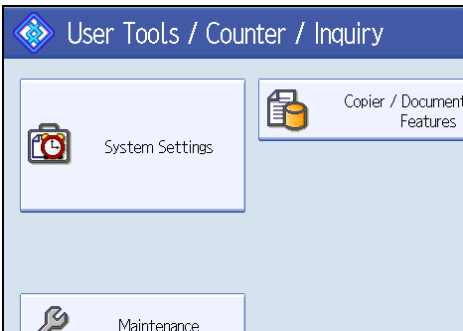 User Tools / Counter / Inquiry
System Settings
Copier / Document
Features
Maintenance